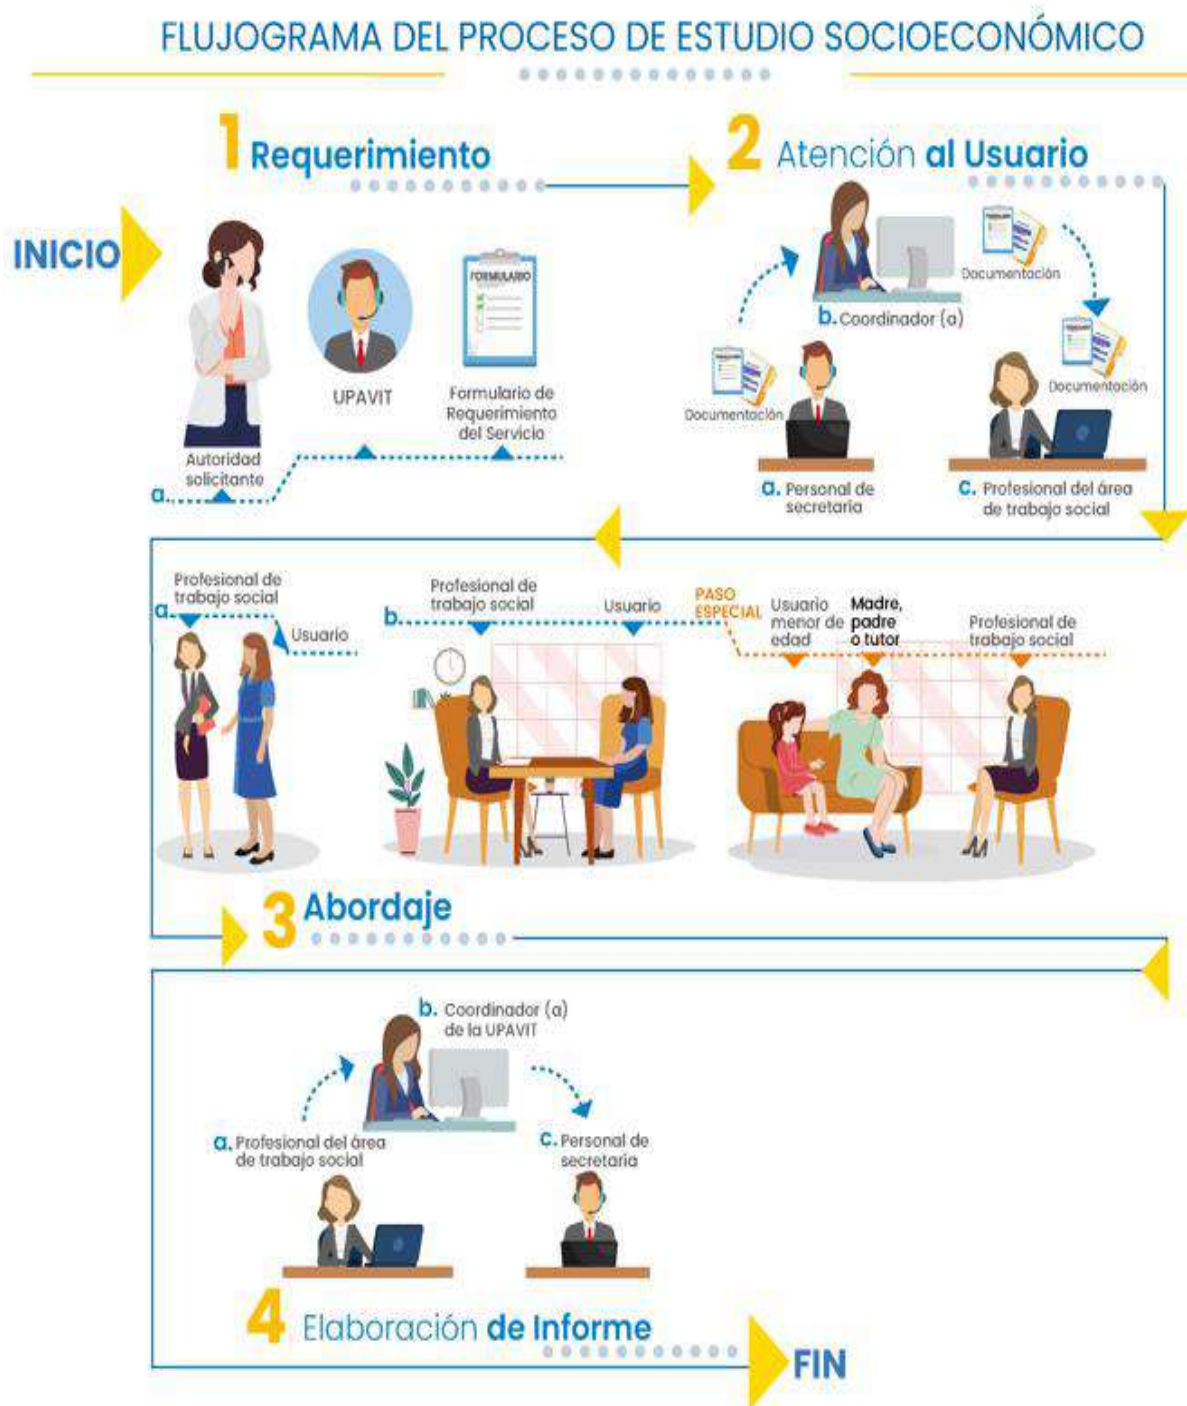 FLUJOGRAMA DEL PROCESO DE ESTUDIO SOCIOECONÓMICO
1 Requerimiento
INICIO
FORMULARIO
UPAVIT
Formulario de
Requerimiento
del Servicio
Autoridad
solicitante
a.
2 Atención al Usuario
Documentación
b. Coordinador (a)
Documentación
Documentación
a. Personal de
secretaria
c. Profesional del área
de trabajo social
a.
Profesional de
trabajo social
Usuario
b.
Profesional de
trabajo social
Usuario
PASO
ESPECIAL
Usuario
menor de
edad
Madre,
padre
o tutor
Profesional de
trabajo social
3 Abordaje
b. Coordinador (a)
de la UPAVIT
a. Profesional del área
de trabajo social
c. Personal de
secretaria
4 Elaboración de Informe
FIN